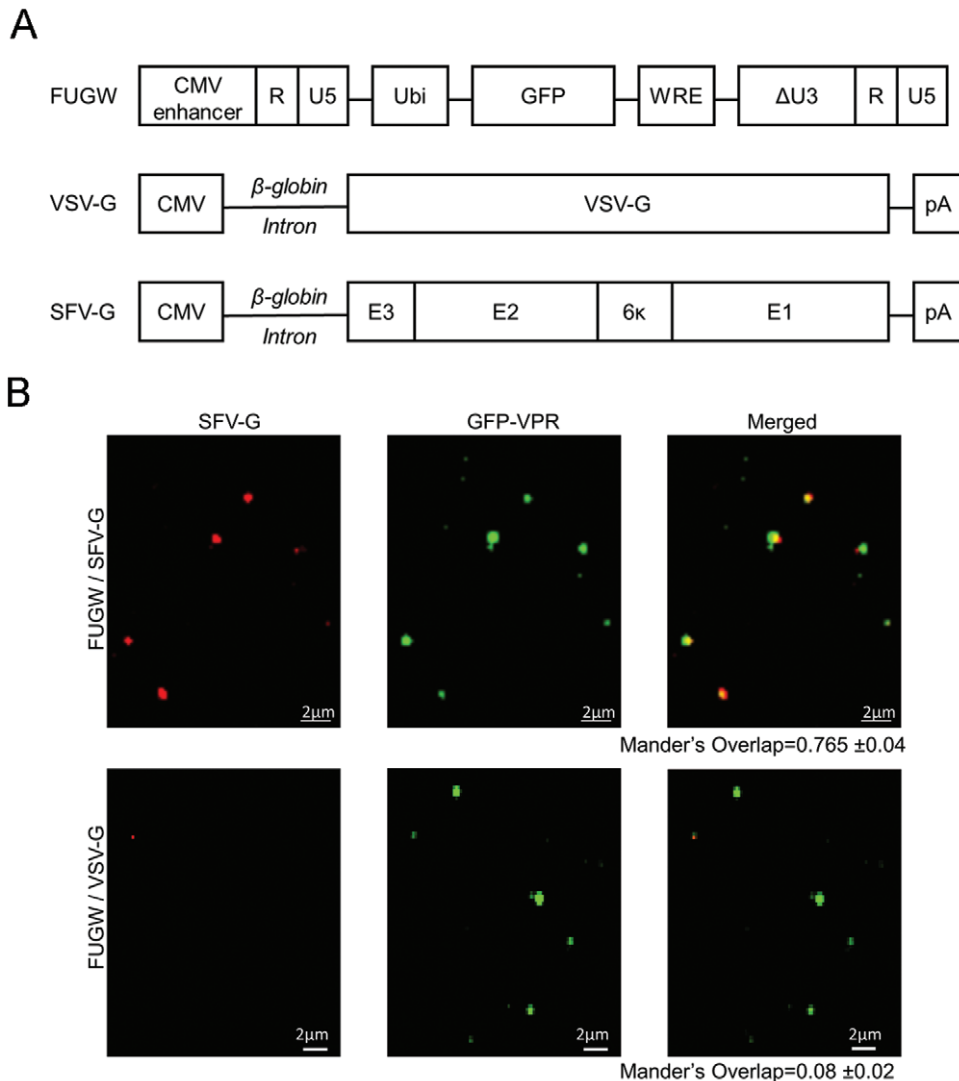 A
FUGW
CMV enhancer R U5 Ubi GFP WRE ΔU3 R U5
VSV-G
CMV β-globin Intron VSV-G pA
SFV-G
CMV β-globin Intron E3 E2 6κ E1 pA
B
SFV-G GFP-VPR Merged
FUGW / SFV-G
2μm 2μm 2μm
Mander's Overlap=0.765 ±0.04
FUGW / VSV-G
2μm 2μm 2μm
Mander's Overlap=0.08 ±0.02